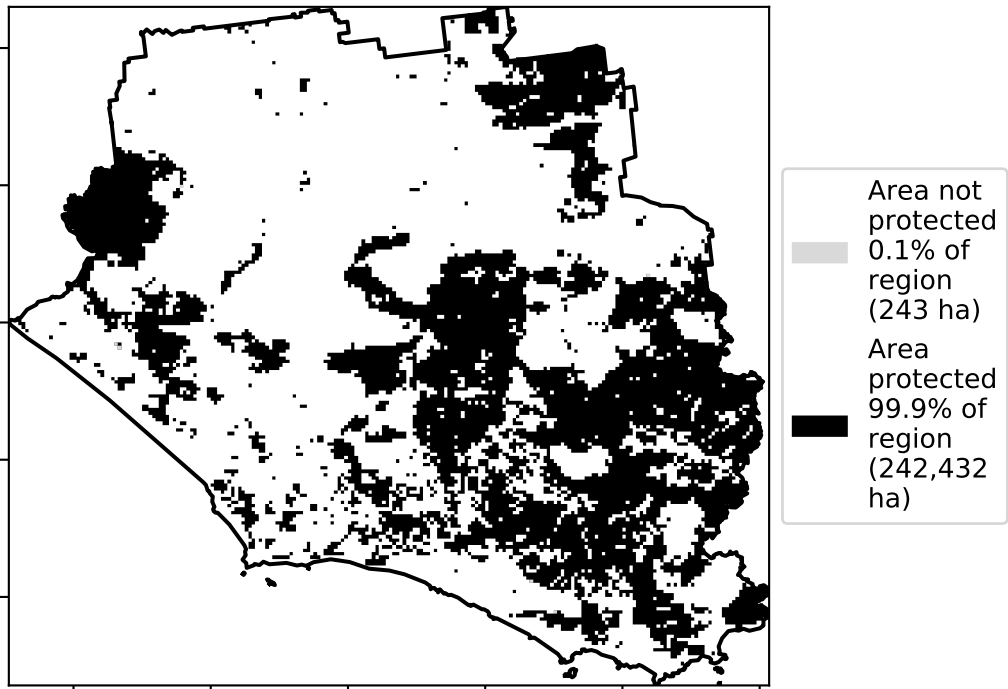 Area not
protected
0.1% of
region
(243 ha)
Area
protected
99.9% of
region
(242,432
ha)